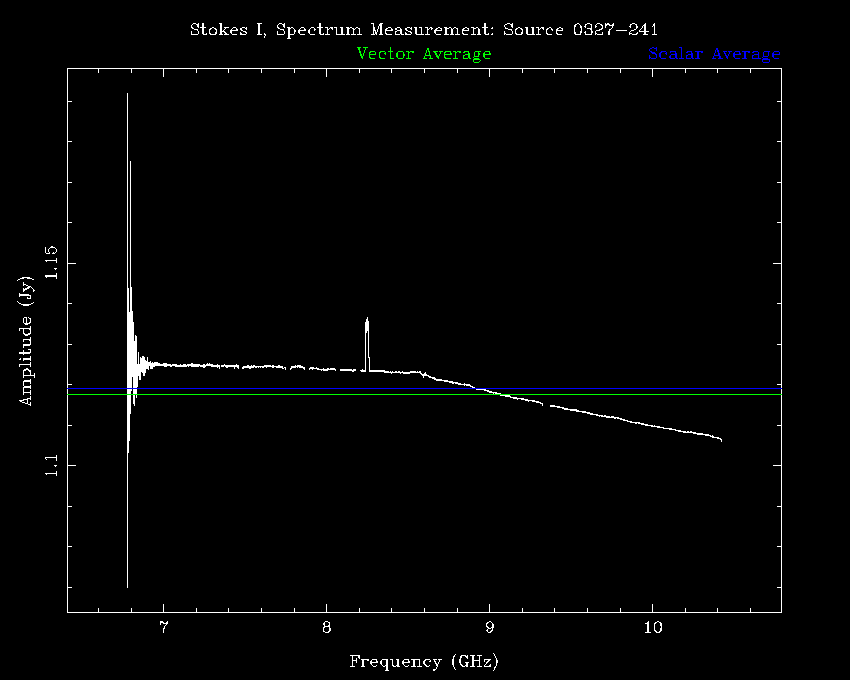 Stokes I, Spectrum Measurement: Source 0327−241
Vector Average Scalar Average
1.15
1.1
Amplitude (Jy)
7 8 9 10
Frequency (GHz)